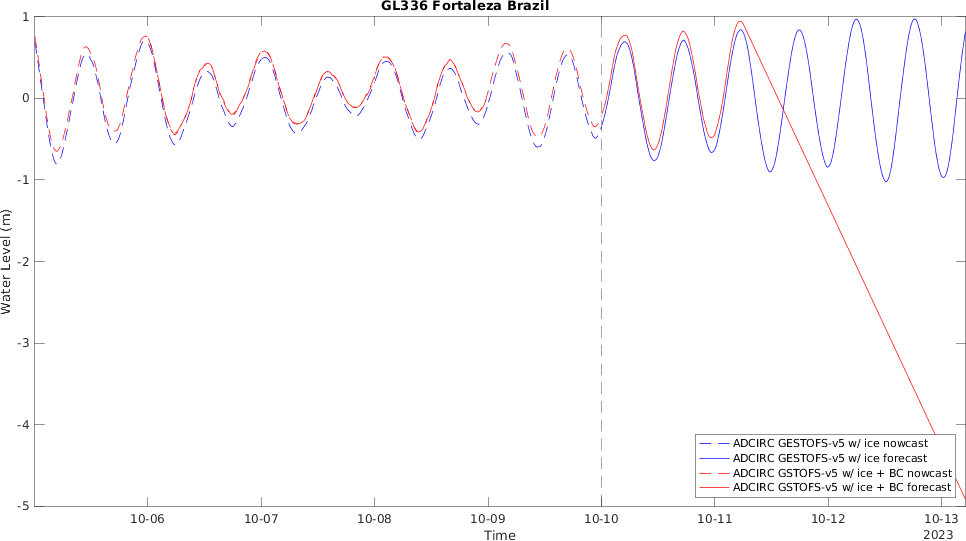 GL336 Fortaleza Brazil
1
0
-1
-2
-3
-4
-5
Water Level (m)
ADCIRC GESTOFS-v5 w/ ice nowcast
ADCIRC GESTOFS-v5 w/ ice forecast
ADCIRC GSTOFS-v5 w/ ice + BC nowcast
ADCIRC GSTOFS-v5 w/ ice + BC forecast
10-06 10-07 10-08 10-09 10-10 10-11 10-12 10-13
2023
Time